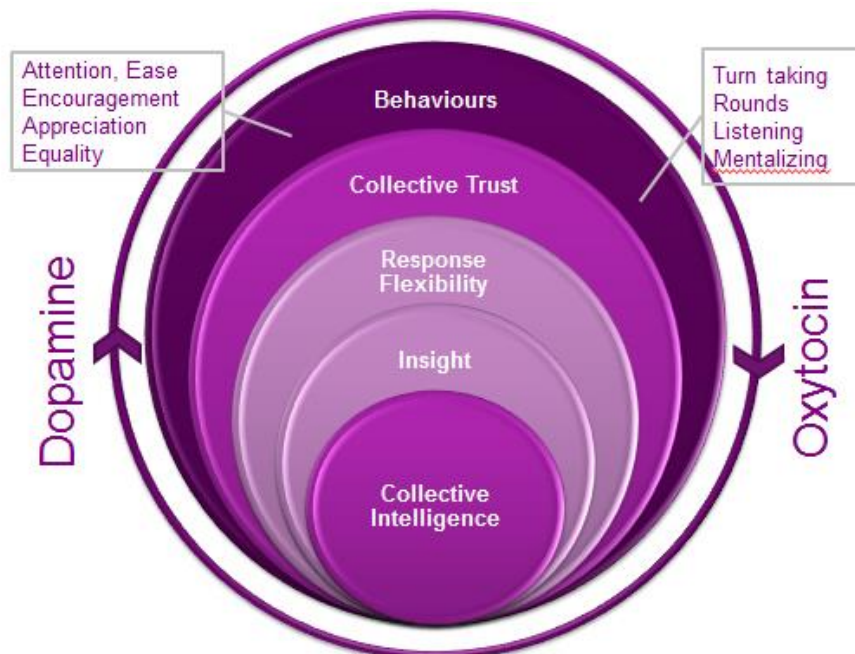 Attention, Ease
Encouragement
Appreciation
Equality
Turn taking
Rounds
Listening
Mentalizing
Behaviours
Collective Trust
Response
Flexibility
Insight
Collective
Intelligence
Dopamine
Oxytocin